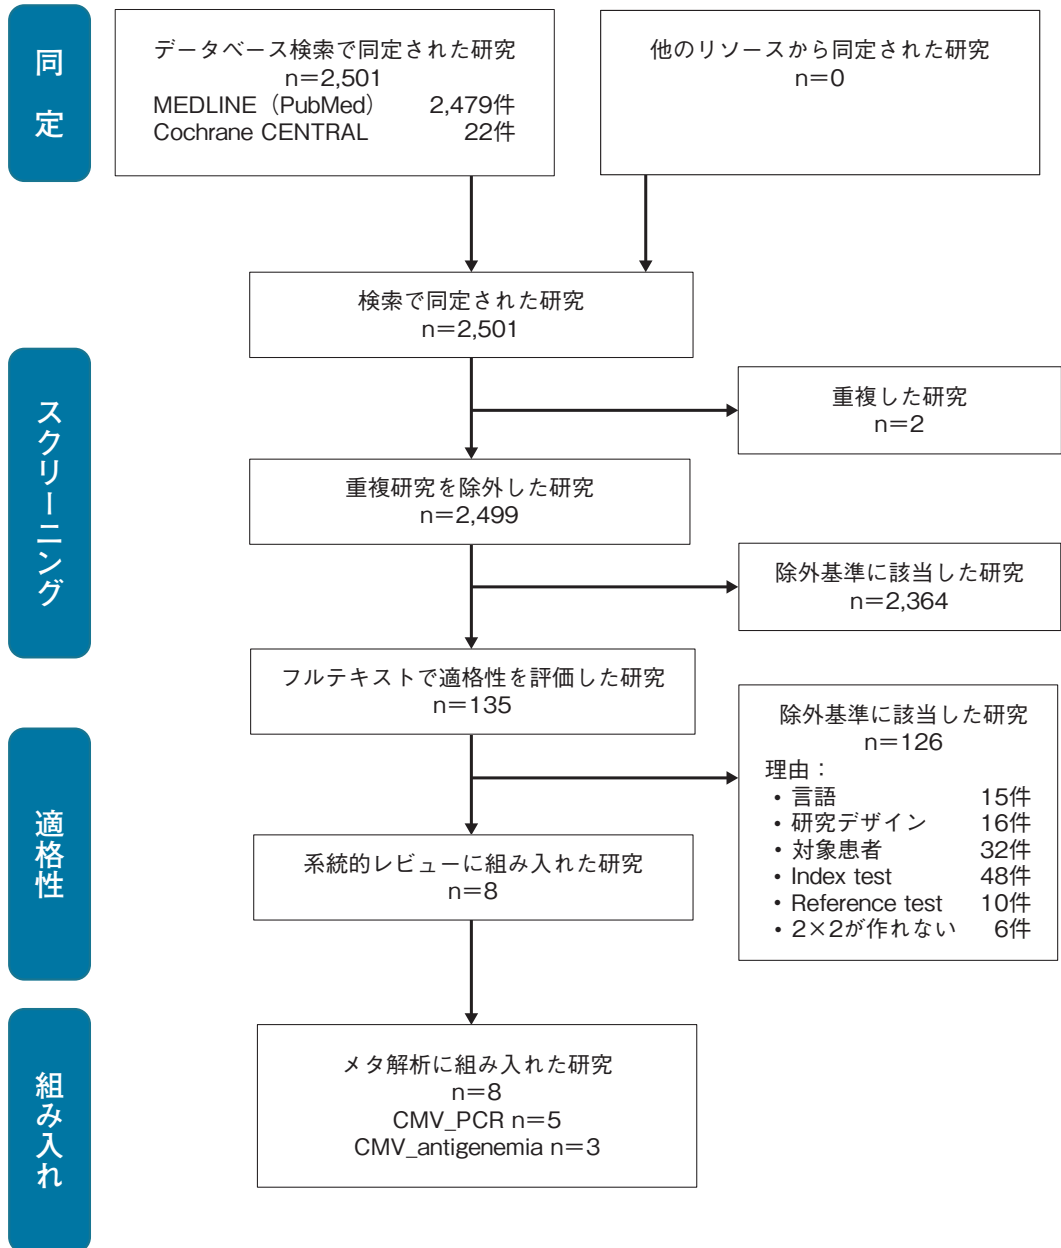 同定
データベース検索で同定された研究
n=2,501
MEDLINE（PubMed） 2,479件
Cochrane CENTRAL 22件
他のリソースから同定された研究
n=0
検索で同定された研究
n=2,501
スクリーニング
重複した研究
n=2
重複研究を除外した研究
n=2,499
除外基準に該当した研究
n=2,364
フルテキストで適格性を評価した研究
n=135
適格性
除外基準に該当した研究
n=126
理由：
・言語 15件
・研究デザイン 16件
・対象患者 32件
・Index test 48件
・Reference test 10件
・2×2が作れない 6件
系統的レビューに組み入れた研究
n=8
組み入れ
メタ解析に組み入れた研究
n=8
CMV_PCR n=5
CMV_antigenemia n=3